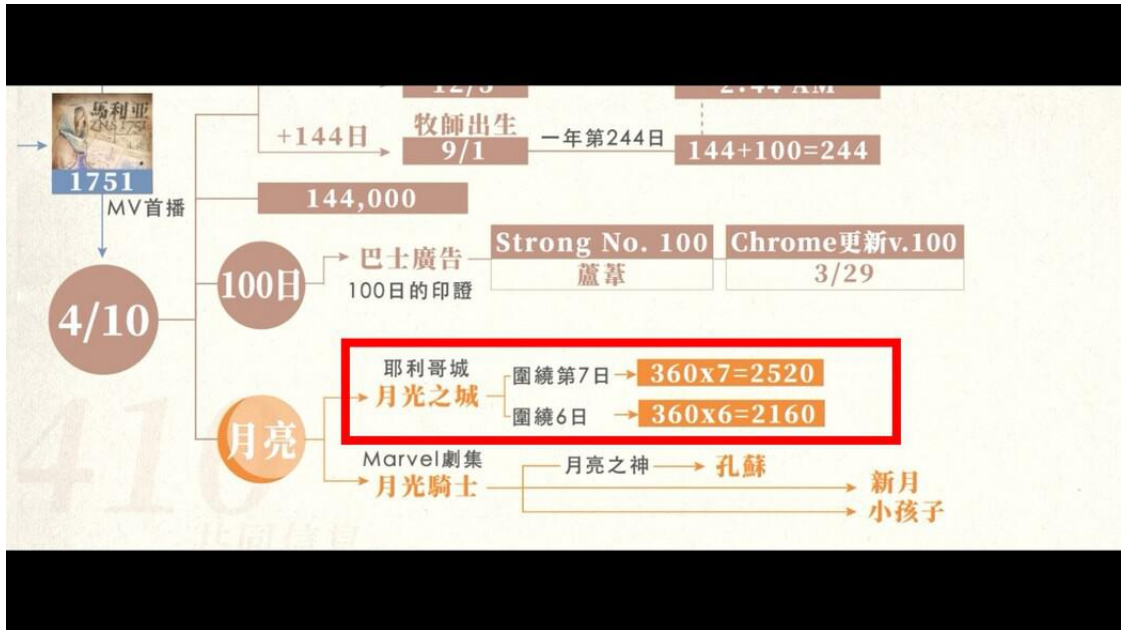 馬利亞
1751
MV首播
4/10
+144日
牧師出生
9/1
一年第244日
144+100=244
144,000
100日
巴士廣告
100日的印證
Strong No. 100
蘆葦
Chrome更新v.100
3/29
月亮
耶利哥城
月光之城
圍繞第7日
360x7=2520
圍繞6日
360x6=2160
Marvel劇集
月光騎士
月亮之神
孔蘇
新月
小孩子
410